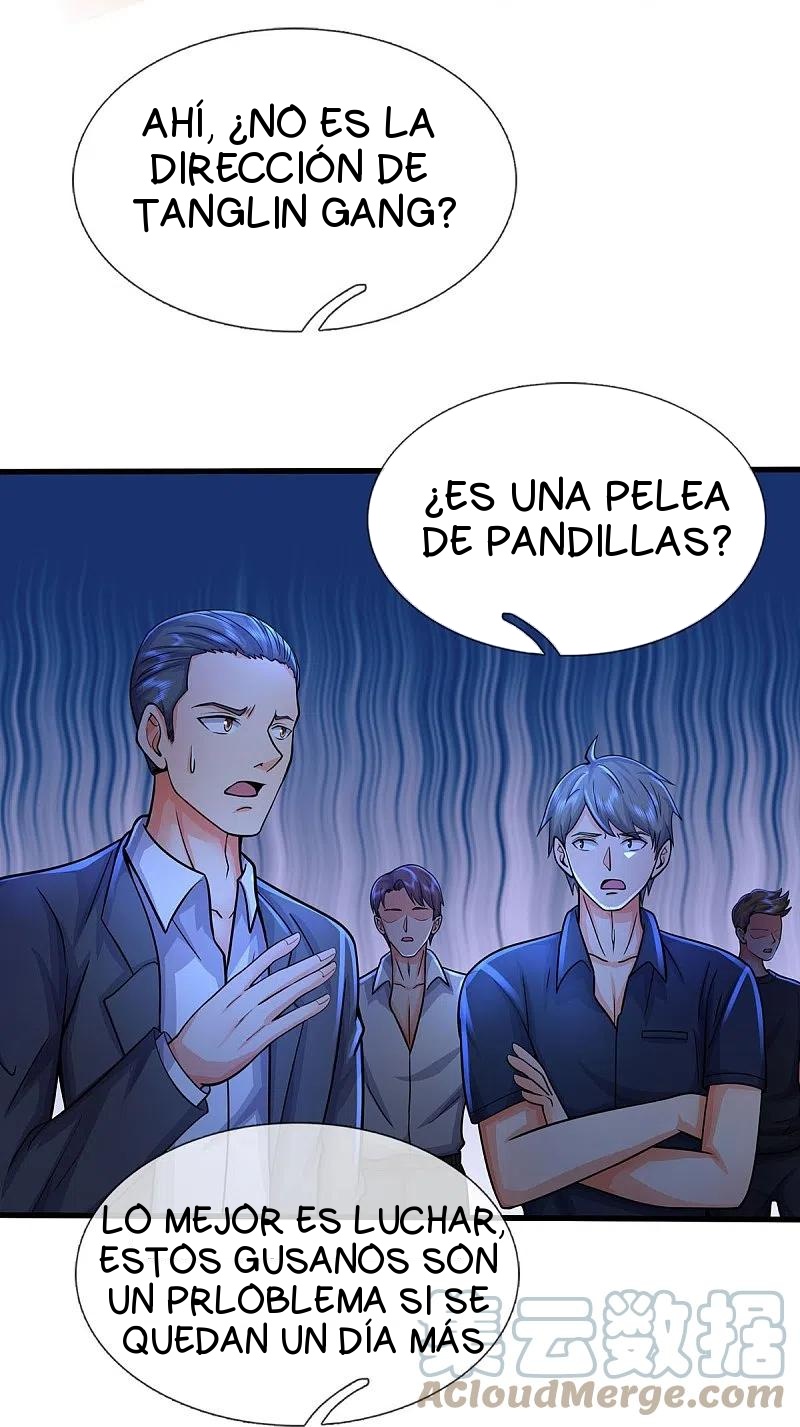 AHÍ, ¿NO ES LA
DIRECCIÓN DE
TANGLIN GANG?
¿ES UNA PELEA
DE PANDILLAS?
LO MEJOR ES LUCHAR,
ESTOS GUSANOS SON
UN PRLOBLEMA SI SE
QUEDAN UN DÍA MÁS
集云数据
AcloudMerge.com